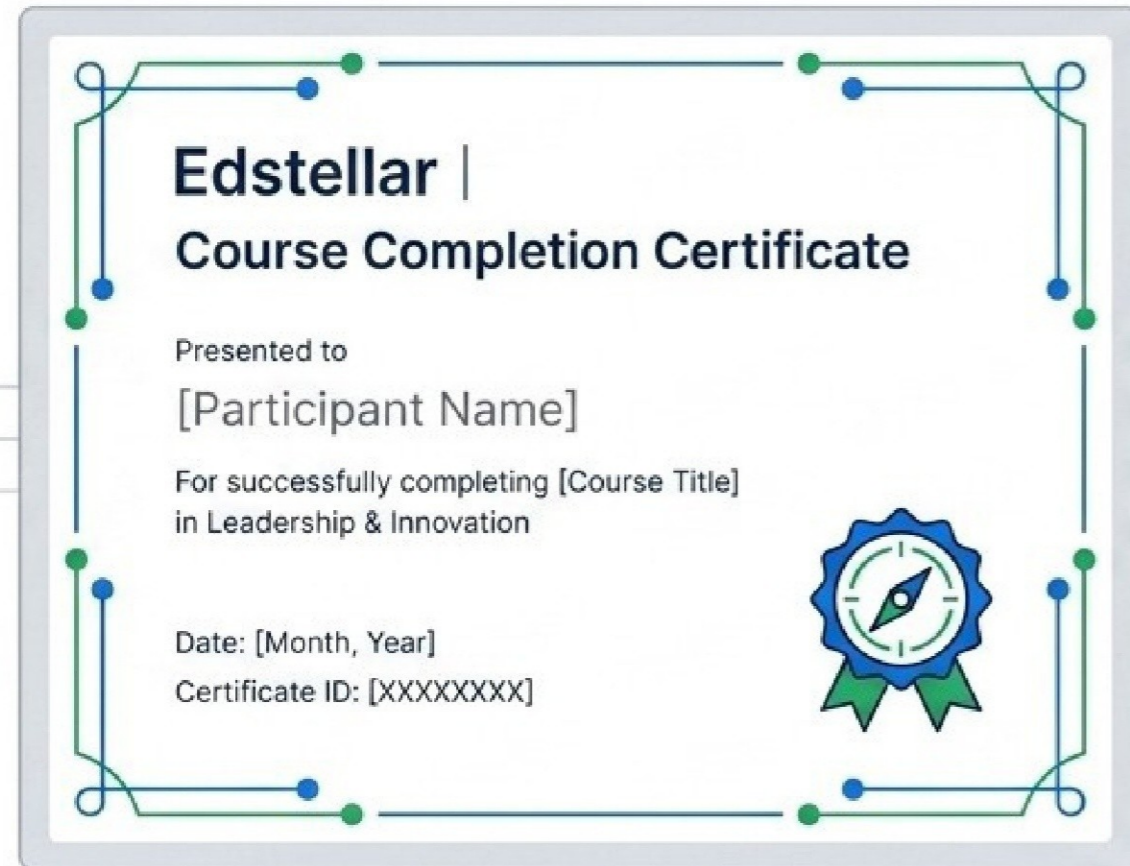 Edstellar |
Course Completion Certificate
Presented to
[Participant Name]
For successfully completing [Course Title]
in Leadership & Innovation
Date: [Month, Year]
Certificate ID: [XXXXXXXX]